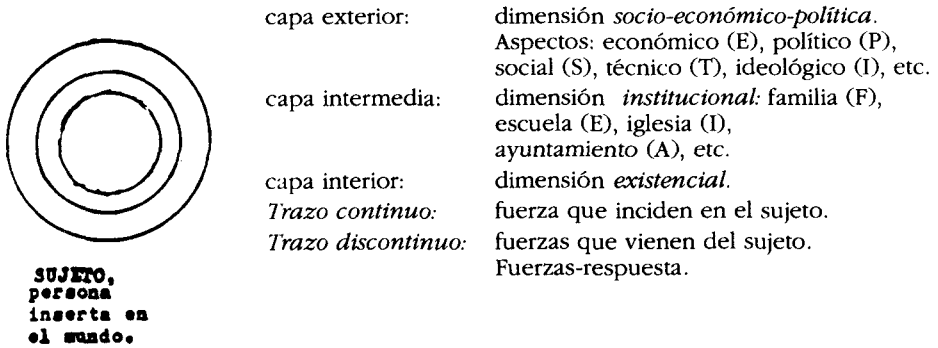 capa exterior: dimensión socio-económico-política.
Aspectos: económico (E), político (P),
social (S), técnico (T), ideológico (I), etc.
capa intermedia: dimensión institucional: familia (F),
escuela (E), iglesia (I),
ayuntamiento (A), etc.
capa interior: dimensión existencial.
Trazo continuo: fuerza que inciden en el sujeto.
Trazo discontinuo: fuerzas que vienen del sujeto.
Fuerzas-respuesta.
SUJETO,
persona
inserta en
el mundo.